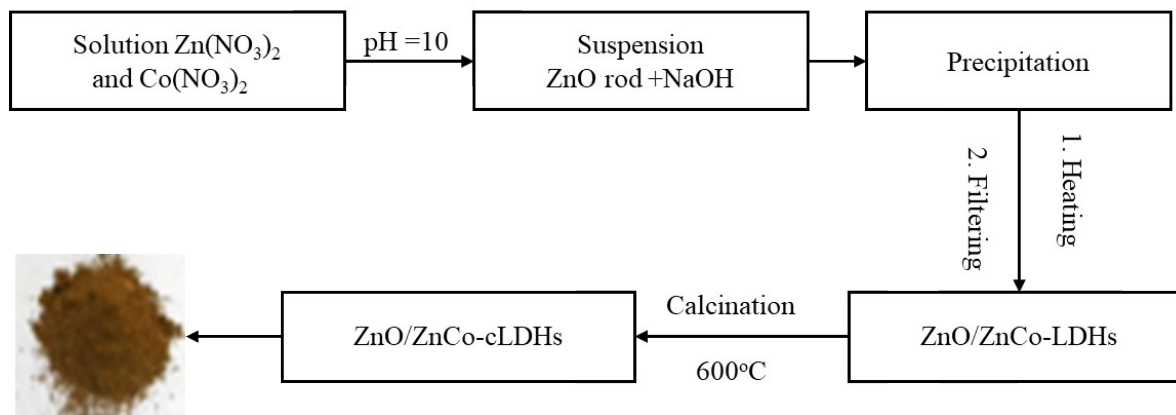 Solution Zn(NO₃)₂
and Co(NO₃)₂
pH =10
Suspension
ZnO rod +NaOH
Precipitation
1. Heating
2. Filtering
ZnO/ZnCo-LDHs
Calcination
600°C
ZnO/ZnCo-cLDHs